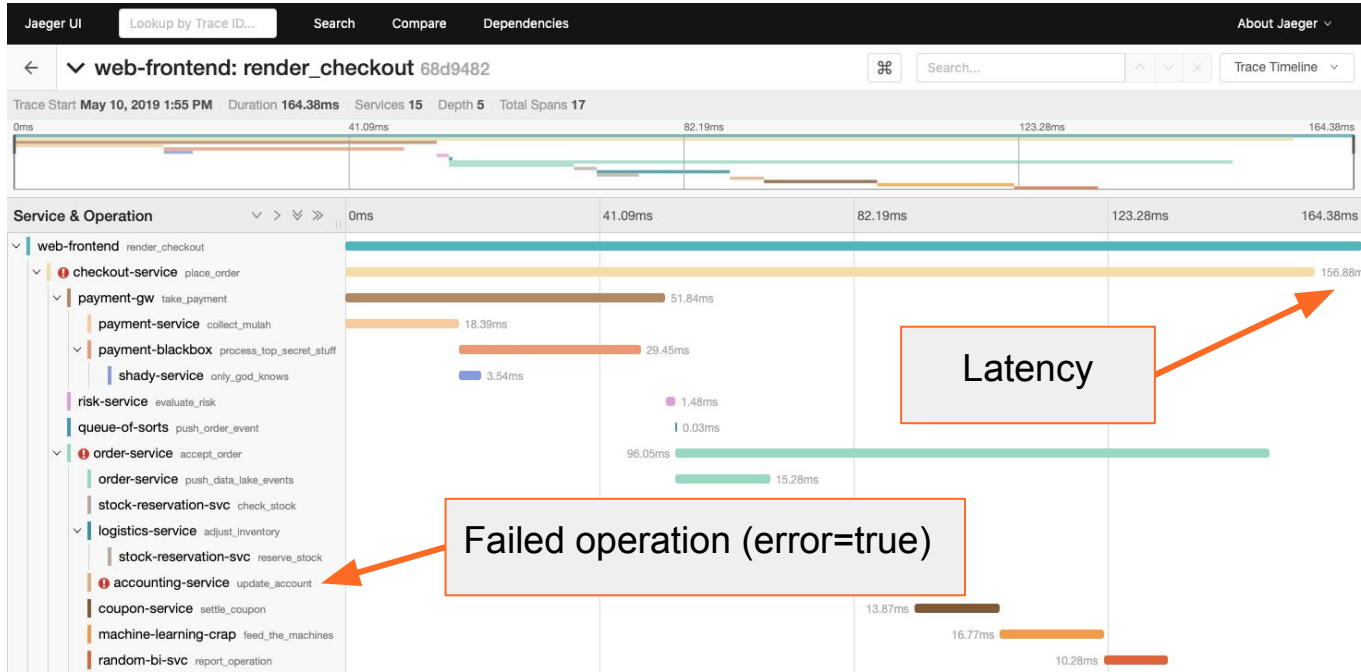 Jaeger UI Lookup by Trace ID... Search Compare Dependencies About Jaeger
web-frontend: render_checkout 68d9482 ⌘ Search... Trace Timeline
Trace Start May 10, 2019 1:55 PM Duration 164.38ms Services 15 Depth 5 Total Spans 17
0ms 41.09ms 82.19ms 123.28ms 164.38ms
Service & Operation 0ms 41.09ms 82.19ms 123.28ms 164.38ms
web-frontend render_checkout
checkout-service place_order 156.88m
payment-gw take_payment 51.84ms
payment-service collect_mulah 18.39ms
payment-blackbox process_top_secret_stuff 29.45ms
Latency
shady-service only_god_knows 3.54ms
risk-service evaluate_risk 1.48ms
queue-of-sorts push_order_event 0.03ms
order-service accept_order 96.05ms
order-service push_data_lake_events 15.28ms
stock-reservation-svc check_stock
logistics-service adjust_inventory
Failed operation (error=true)
stock-reservation-svc reserve_stock
accounting-service update_account
coupon-service settle_coupon 13.87ms
machine-learning-crap feed_the_machines 16.77ms
random-bi-svc report_operation 10.28ms